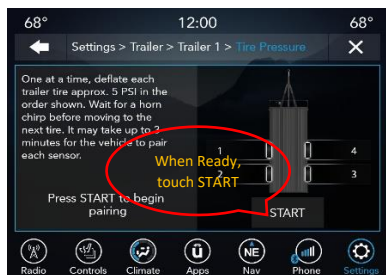 68° 12:00 68°
Settings > Trailer > Trailer 1 > Tire Pressure
One at a time, deflate each
trailer tire approx. 5 PSI in the
order shown. Wait for a horn
chirp before moving to the
next tire. It may take up to 3
minutes for the vehicle to pair
each sensor.
Press START to begin
pairing
When Ready,
touch START
1 4
2 3
START
Radio Controls Climate Apps Nav Phone Settings
ü NE